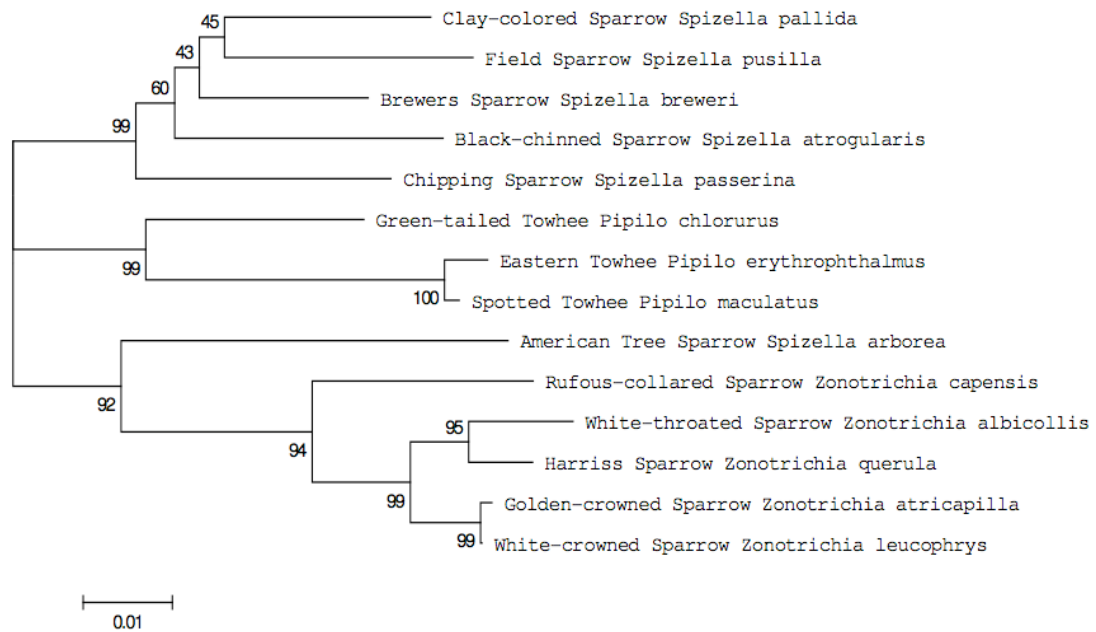 45
Clay-colored Sparrow Spizella pallida
43
Field Sparrow Spizella pusilla
60
Brewers Sparrow Spizella breweri
99
Black-chinned Sparrow Spizella atrogularis
Chipping Sparrow Spizella passerina
Green-tailed Towhee Pipilo chlorurus
99
Eastern Towhee Pipilo erythrophthalmus
100
Spotted Towhee Pipilo maculatus
American Tree Sparrow Spizella arborea
92
Rufous-collared Sparrow Zonotrichia capensis
95
White-throated Sparrow Zonotrichia albicollis
94
Harriss Sparrow Zonotrichia querula
99
Golden-crowned Sparrow Zonotrichia atricapilla
99
White-crowned Sparrow Zonotrichia leucophrys
0.01